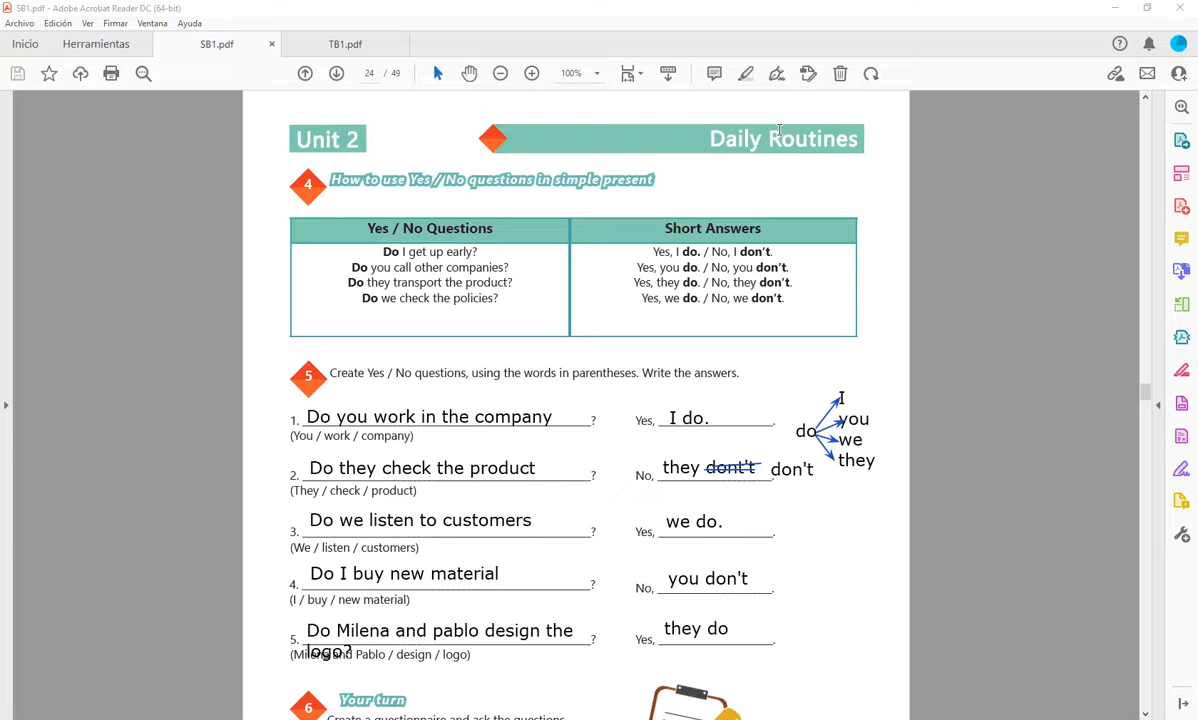 SB1.pdf - Adobe Acrobat Reader DC (64-bit)
Archivo Edición Ver Firmar Ventana Ayuda
Inicio Herramientas SB1.pdf × TB1.pdf
24 / 49 100%
Unit 2 Daily Routines
4 How to use Yes / No questions in simple present
Yes / No Questions Short Answers
Do I get up early? Yes, I do. / No, I don't.
Do you call other companies? Yes, you do. / No, you don't.
Do they transport the product? Yes, they do. / No, they don't.
Do we check the policies? Yes, we do. / No, we don't.
5 Create Yes / No questions, using the words in parentheses. Write the answers.
1. Do you work in the company ? Yes, I do. .
(You / work / company)
do I
you
we
they
2. Do they check the product ? No, they dont't . don't
(They / check / product)
3. Do we listen to customers ? Yes, we do. .
(We / listen / customers)
4. Do I buy new material ? No, you don't .
(I / buy / new material)
5. Do Milena and pablo design the ? Yes, they do .
logo?
(Milena and Pablo / design / logo)
6 Your turn
Create a questionnaire and ask the questions